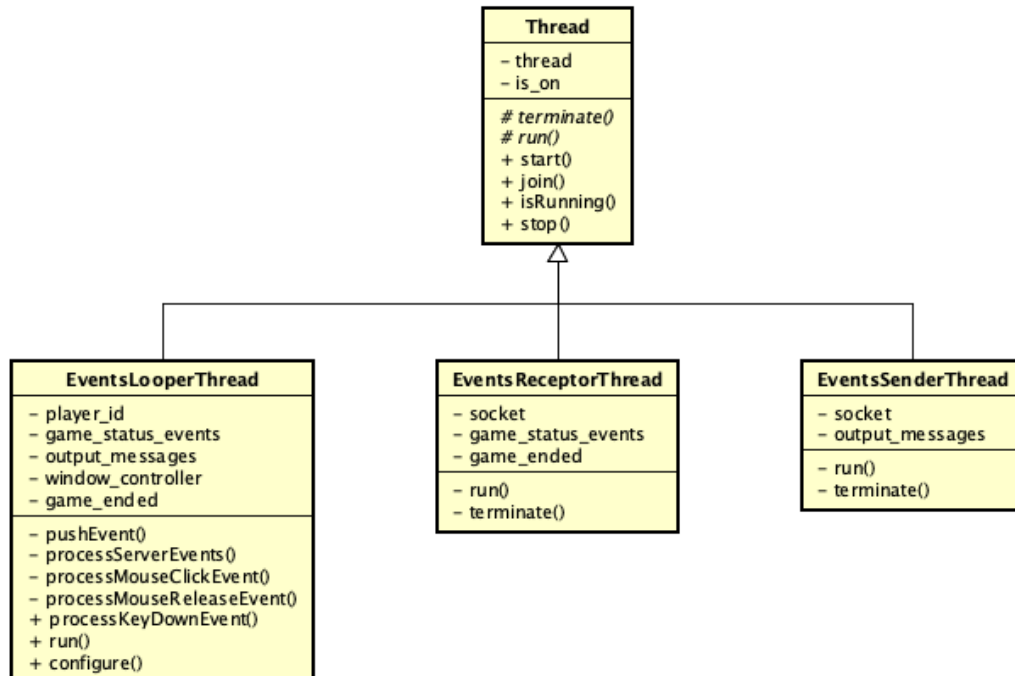 Thread
- thread
- is_on
# terminate()
# run()
+ start()
+ join()
+ isRunning()
+ stop()
EventsLooperThread
- player_id
- game_status_events
- output_messages
- window_controller
- game_ended
- pushEvent()
- processServerEvents()
- processMouseClickEvent()
- processMouseReleaseEvent()
+ processKeyDownEvent()
+ run()
+ configure()
EventsReceptorThread
- socket
- game_status_events
- game_ended
- run()
- terminate()
EventsSenderThread
- socket
- output_messages
- run()
- terminate()